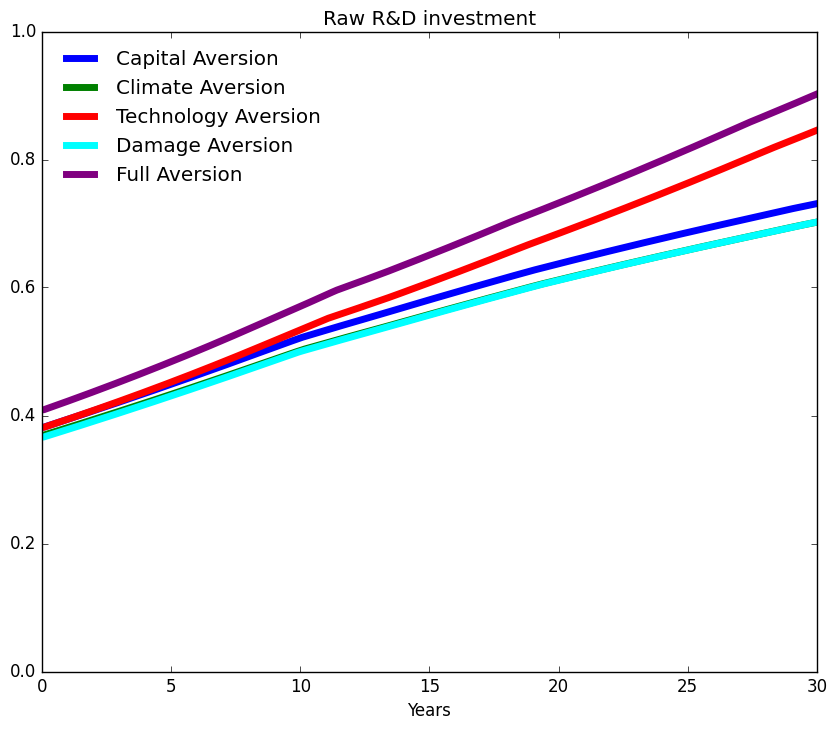 Raw R&D investment
1.0
0.8
0.6
0.4
0.2
0.0
Capital Aversion
Climate Aversion
Technology Aversion
Damage Aversion
Full Aversion
0 5 10 15 20 25 30
Years